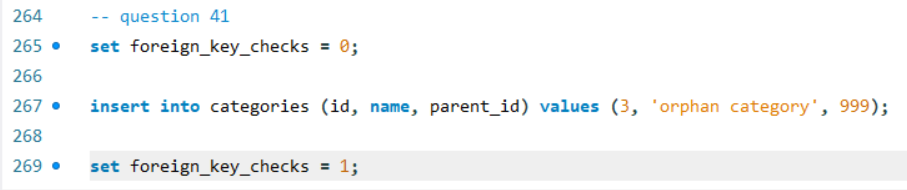 264 -- question 41
265 set foreign_key_checks = 0;
266
267 insert into categories (id, name, parent_id) values (3, 'orphan category', 999);
268
269 set foreign_key_checks = 1;